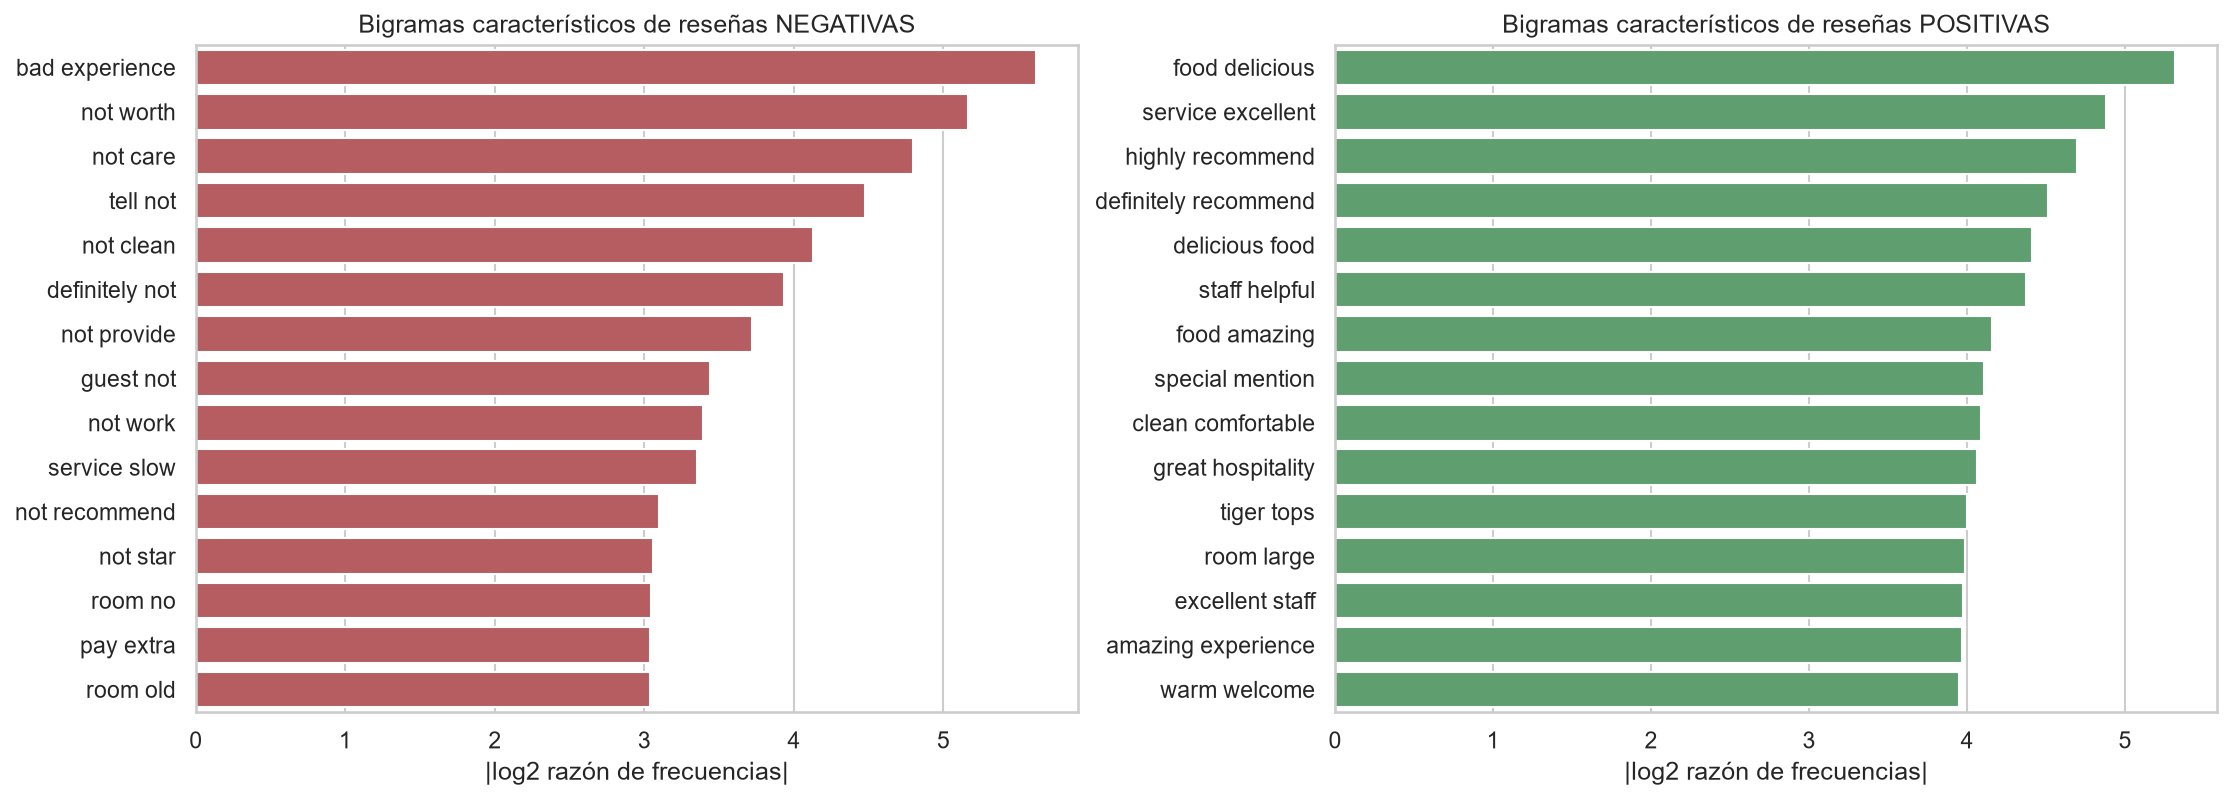 Bigramas característicos de reseñas NEGATIVAS
bad experience
not worth
not care
tell not
not clean
definitely not
not provide
guest not
not work
service slow
not recommend
not star
room no
pay extra
room old
0 1 2 3 4 5
|log2 razón de frecuencias|
Bigramas característicos de reseñas POSITIVAS
food delicious
service excellent
highly recommend
definitely recommend
delicious food
staff helpful
food amazing
special mention
clean comfortable
great hospitality
tiger tops
room large
excellent staff
amazing experience
warm welcome
0 1 2 3 4 5
|log2 razón de frecuencias|